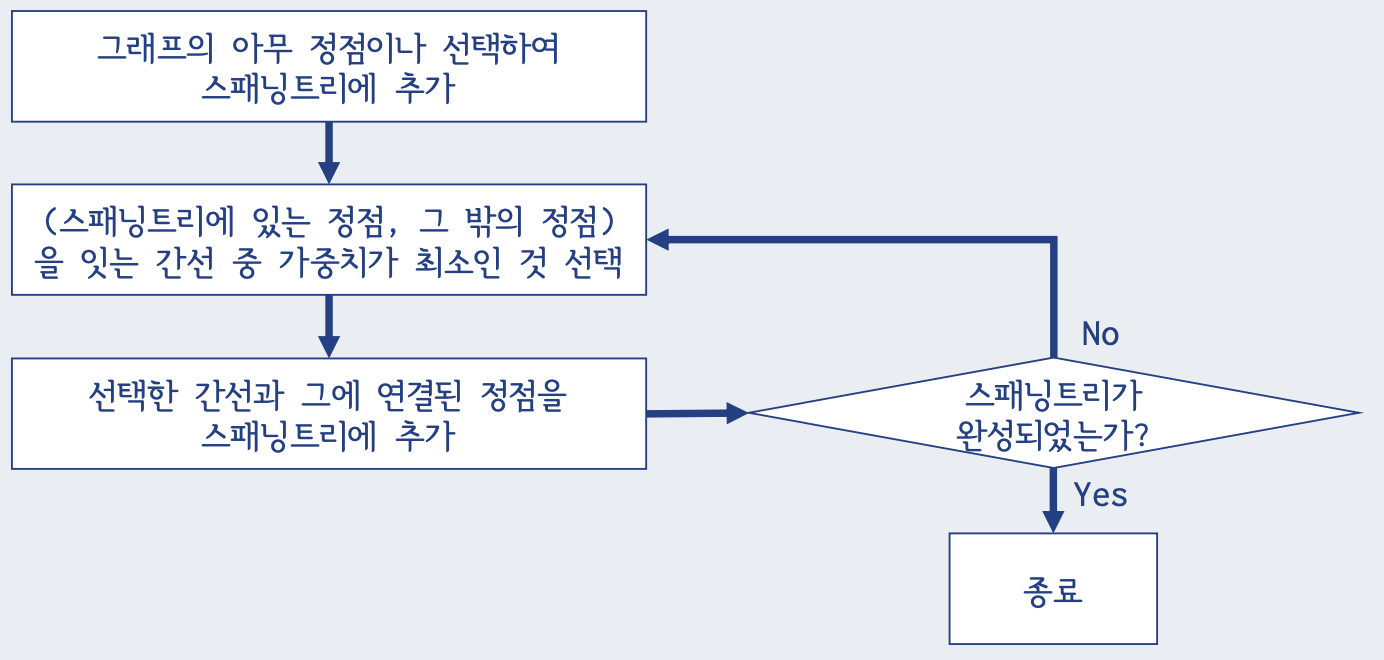 그래프의 아무 정점이나 선택하여
스패닝트리에 추가
(스패닝트리에 있는 정점, 그 밖의 정점)
을 잇는 간선 중 가중치가 최소인 것 선택
선택한 간선과 그에 연결된 정점을
스패닝트리에 추가
No
스패닝트리가
완성되었는가?
Yes
종료